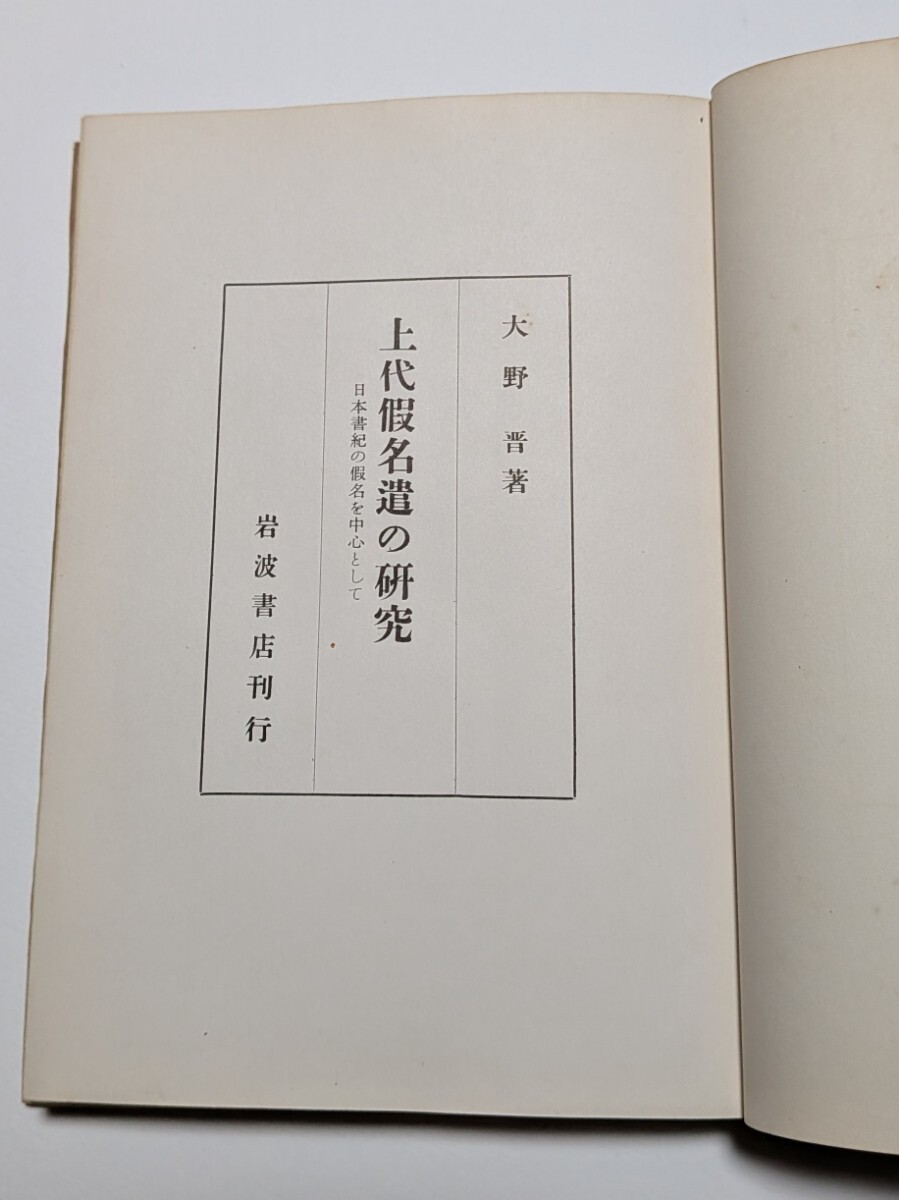 大野晋著
上代假名遣の研究
日本書紀の假名を中心として
岩波書店刊行